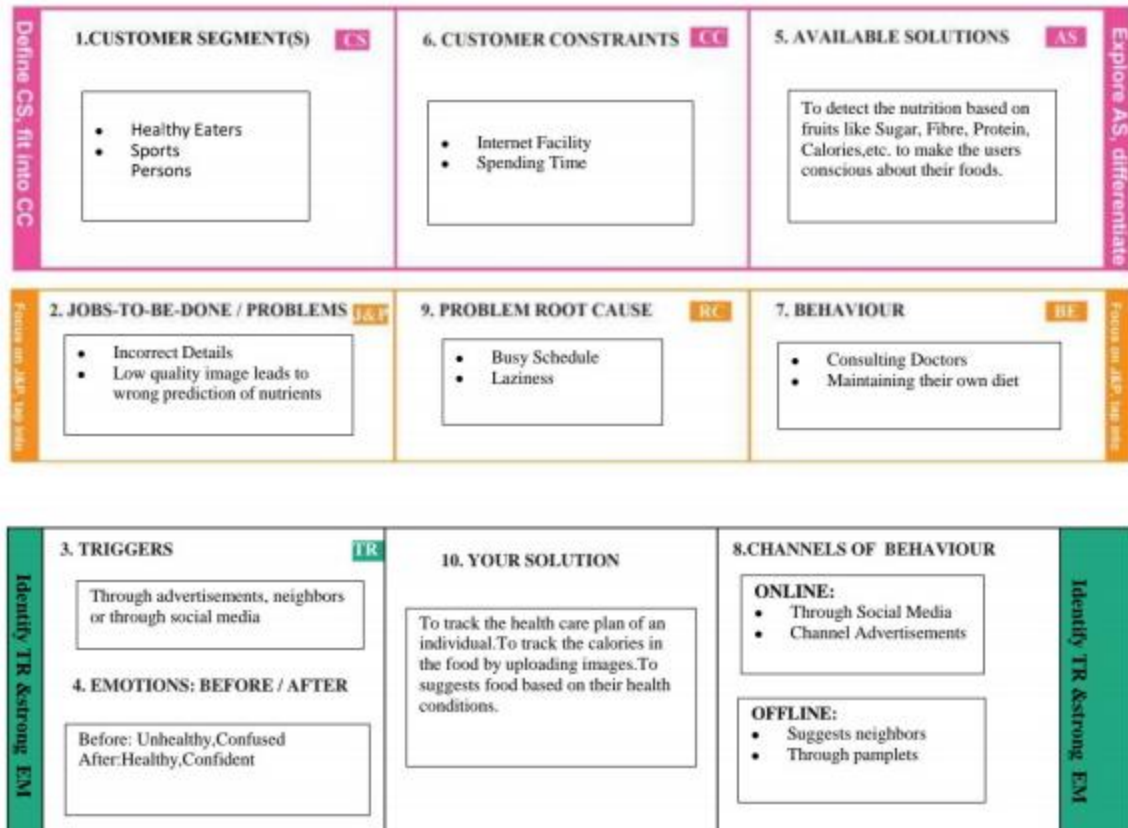 Define CS, fit into CC
1.CUSTOMER SEGMENT(S)
CS
• Healthy Eaters
• Sports
Persons
6. CUSTOMER CONSTRAINTS
CC
• Internet Facility
• Spending Time
5. AVAILABLE SOLUTIONS
AS
To detect the nutrition based on
fruits like Sugar, Fibre, Protein,
Calories,etc. to make the users
conscious about their foods.
Explore AS, differentiate
Focus on J&P, tap into
2. JOBS-TO-BE-DONE / PROBLEMS
J&P
• Incorrect Details
• Low quality image leads to
wrong prediction of nutrients
9. PROBLEM ROOT CAUSE
RC
• Busy Schedule
• Laziness
7. BEHAVIOUR
BE
• Consulting Doctors
• Maintaining their own diet
Focus on J&P, tap into
Identify TR &strong EM
3. TRIGGERS
TR
Through advertisements, neighbors
or through social media
4. EMOTIONS: BEFORE / AFTER
Before: Unhealthy,Confused
After:Healthy,Confident
10. YOUR SOLUTION
To track the health care plan of an
individual.To track the calories in
the food by uploading images.To
suggests food based on their health
conditions.
8.CHANNELS OF BEHAVIOUR
ONLINE:
• Through Social Media
• Channel Advertisements
OFFLINE:
• Suggests neighbors
• Through pamplets
Identify TR &strong EM